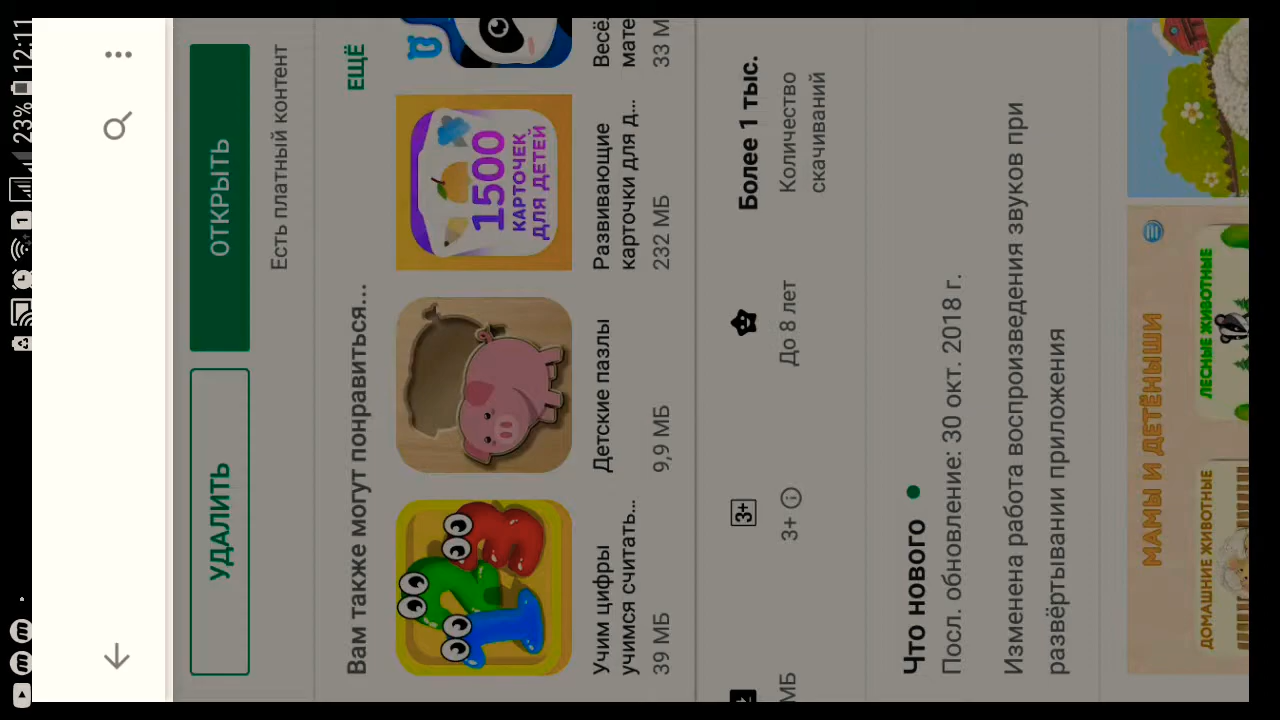 23% 12:11
УДАЛИТЬ
ОТКРЫТЬ
Есть платный контент
Вам также могут понравиться...
ЕЩЁ
1500
КАРТОЧЕК
ДЛЯ ДЕТЕЙ
Учим цифры
учимся считать...
39 МБ
Детские пазлы
9,9 МБ
Развивающие
карточки для д...
232 МБ
Весё
мате
33 М
МБ
3+
3+
До 8 лет
Более 1 тыс.
Количество
скачиваний
Что нового
Посл. обновление: 30 окт. 2018 г.
Изменена работа воспроизведения звуков при
развёртывании приложения
МАМЫ И ДЕТЁНЫШИ
ДОМАШНИЕ ЖИВОТНЫЕ
ЛЕСНЫЕ ЖИВОТНЫЕ